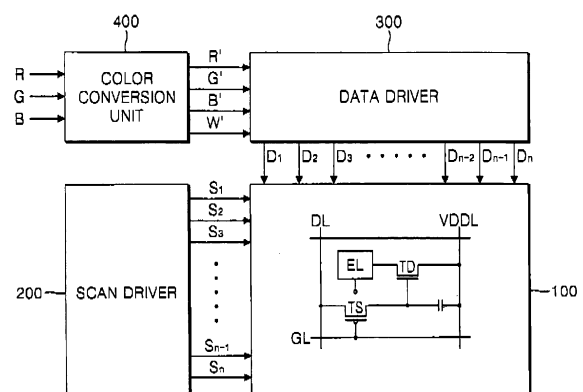 400
300
R
G
B
COLOR
CONVERSION
UNIT
R'
G'
B'
W'
DATA DRIVER
D1 D2 D3 Dn-2 Dn-1 Dn
200
SCAN DRIVER
S1
S2
S3
Sn-1
Sn
DL VDDL
EL TD
TS
GL
100